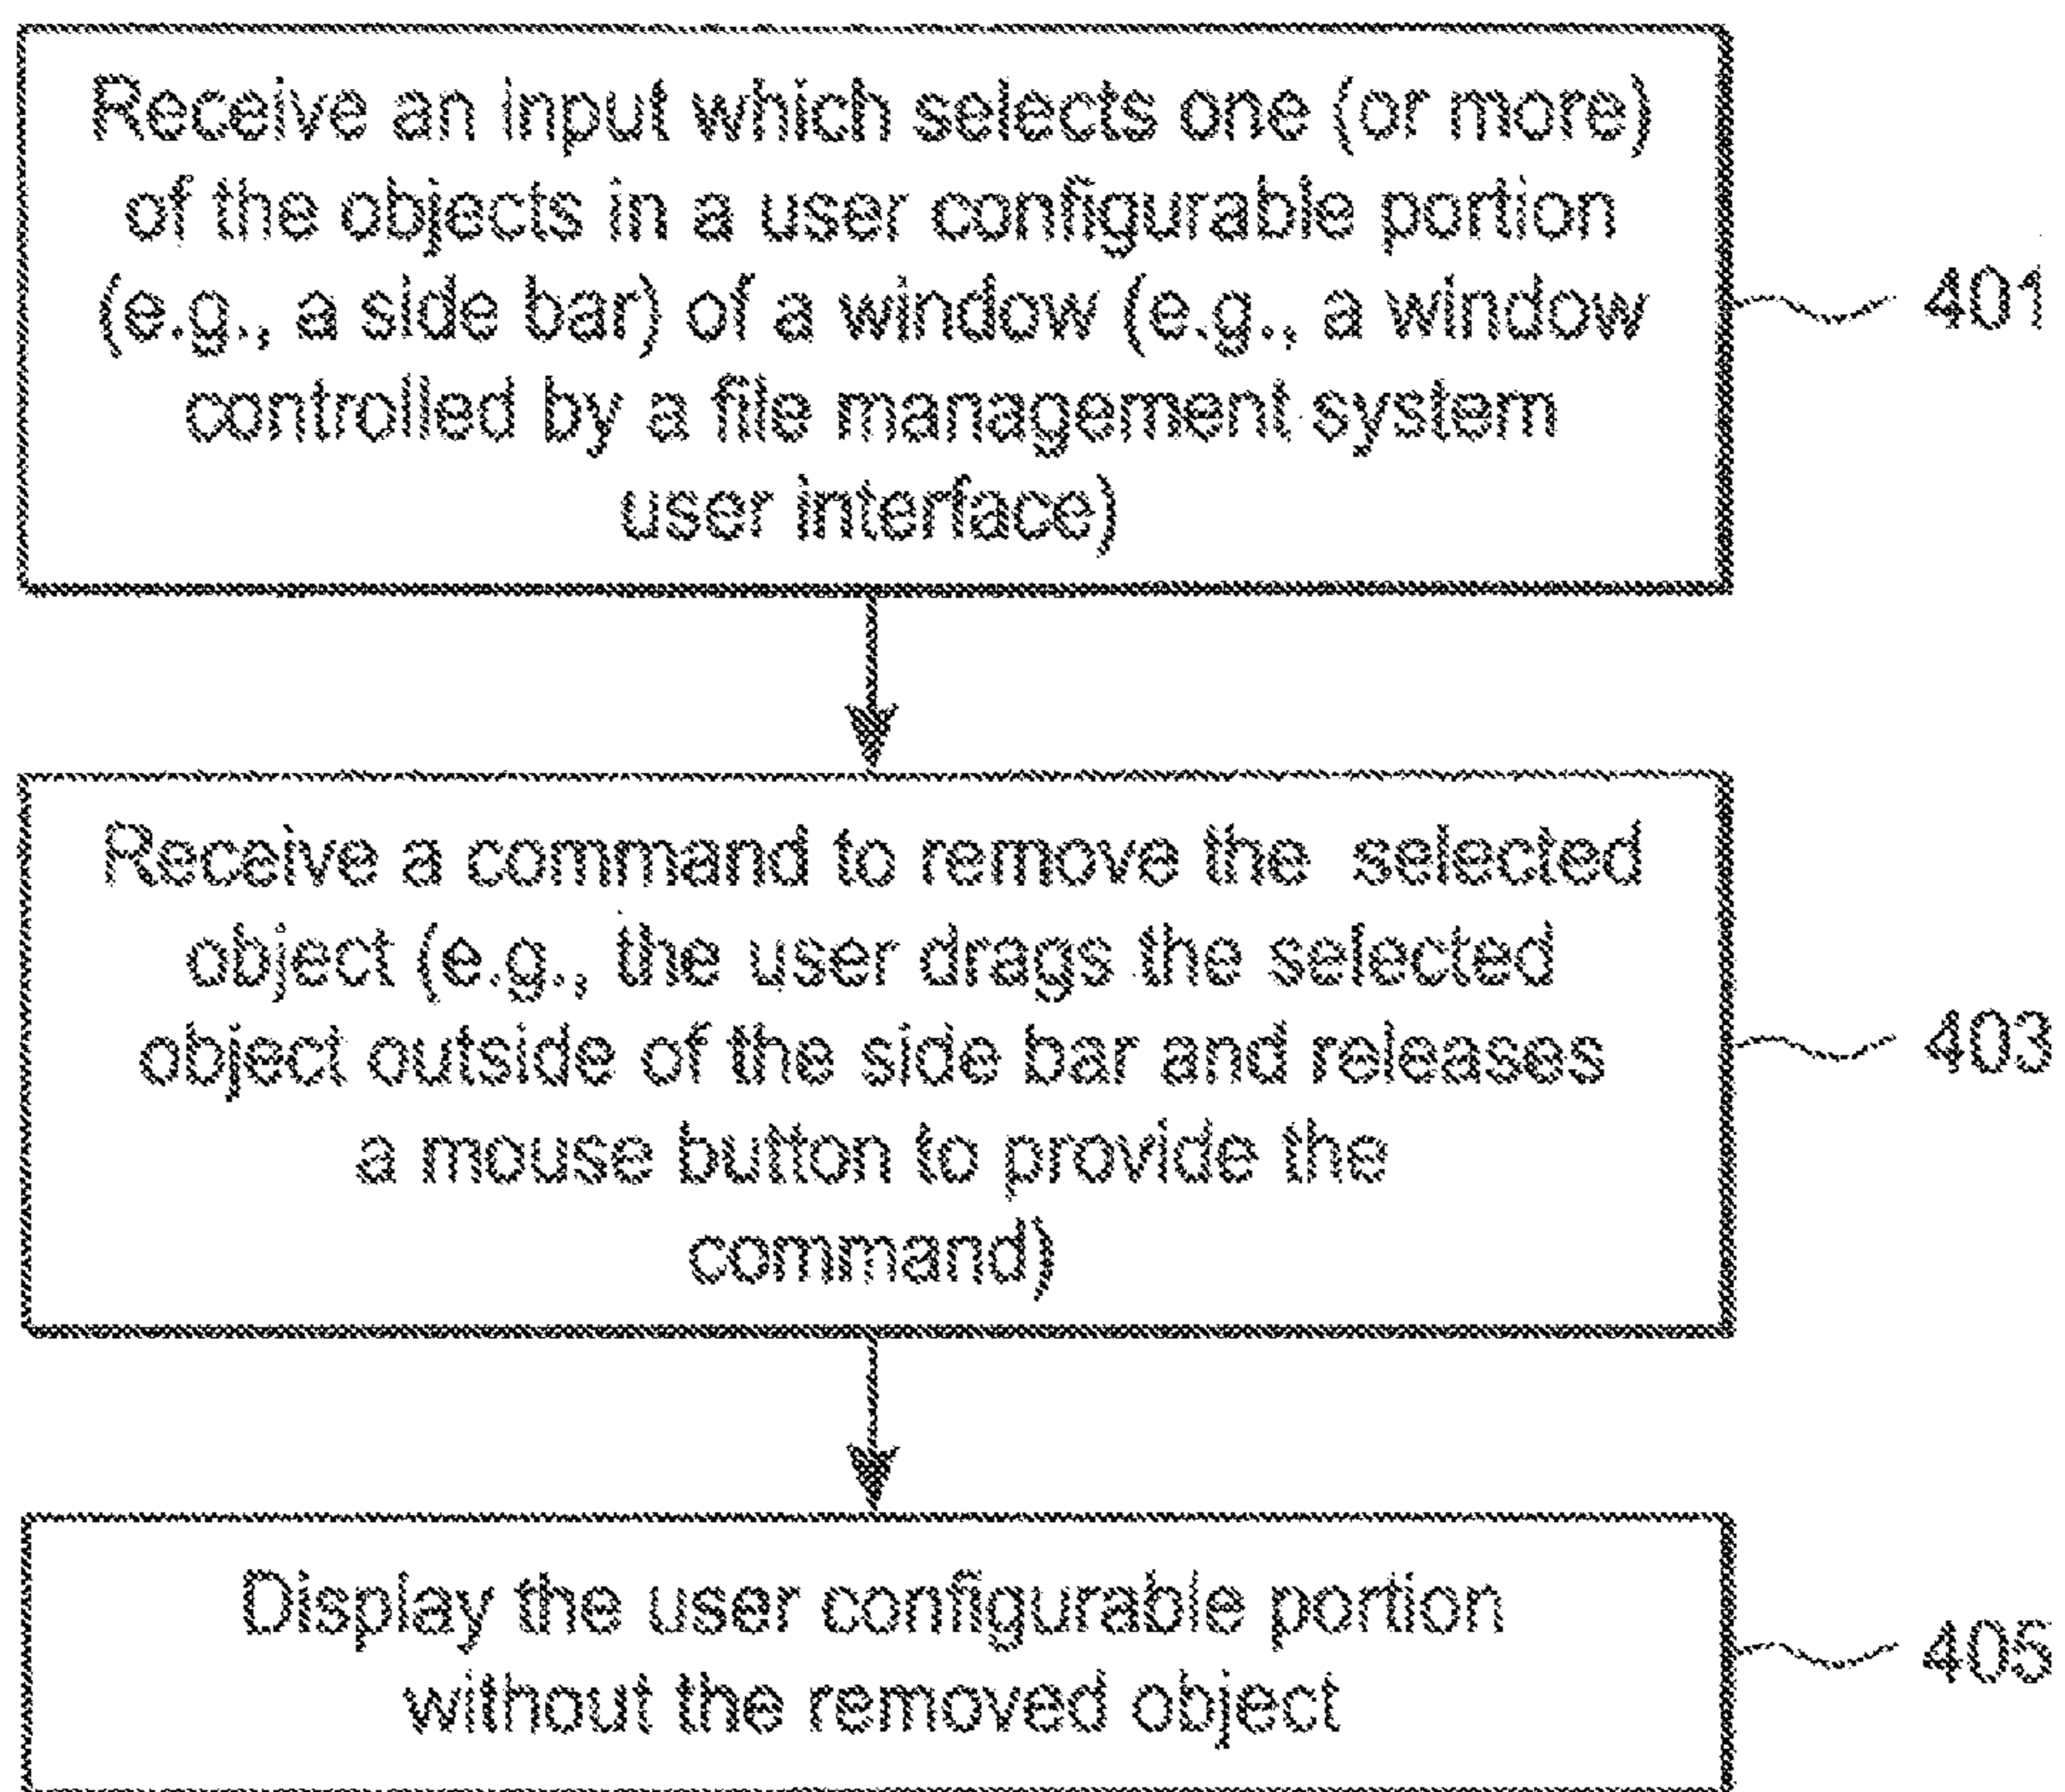 Receive an input which selects one (or more)
of the objects in a user configurable portion
(e.g., a side bar) of a window (e.g., a window
controlled by a file management system
user interface)
401
Receive a command to remove the selected
object (e.g., the user drags the selected
object outside of the side bar and releases
a mouse button to provide the
command)
403
Display the user configurable portion
without the removed object
405